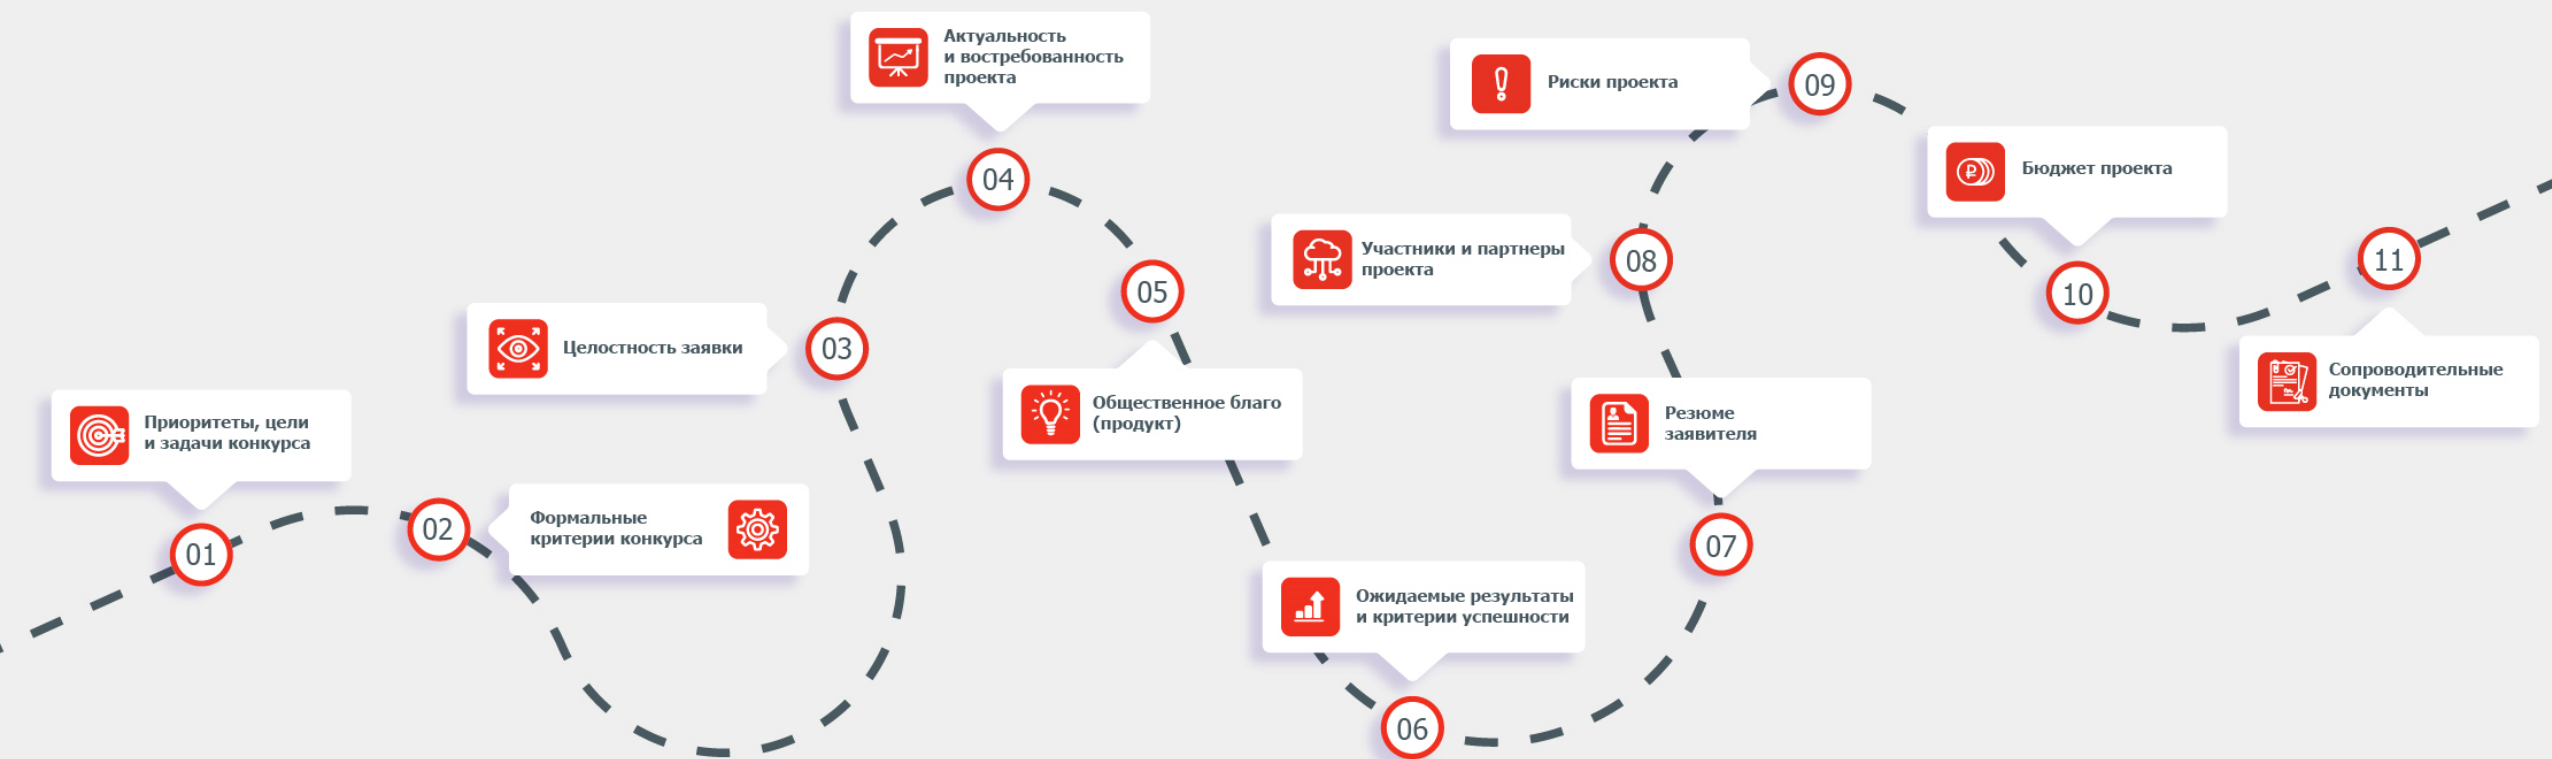 01
Приоритеты, цели
и задачи конкурса
02
Формальные
критерии конкурса
03
Целостность заявки
04
Актуальность
и востребованность
проекта
05
Общественное благо
(продукт)
06
Ожидаемые результаты
и критерии успешности
07
Резюме
заявителя
08
Участники и партнеры
проекта
09
Риски проекта
10
Бюджет проекта
11
Сопроводительные
документы